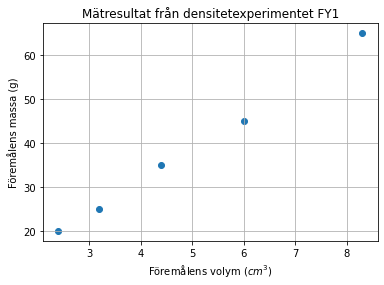 Mätresultat från densitetexperimentet FY1
Föremålens massa (g)
60
50
40
30
20
3 4 5 6 7 8
Föremålens volym (cm³)